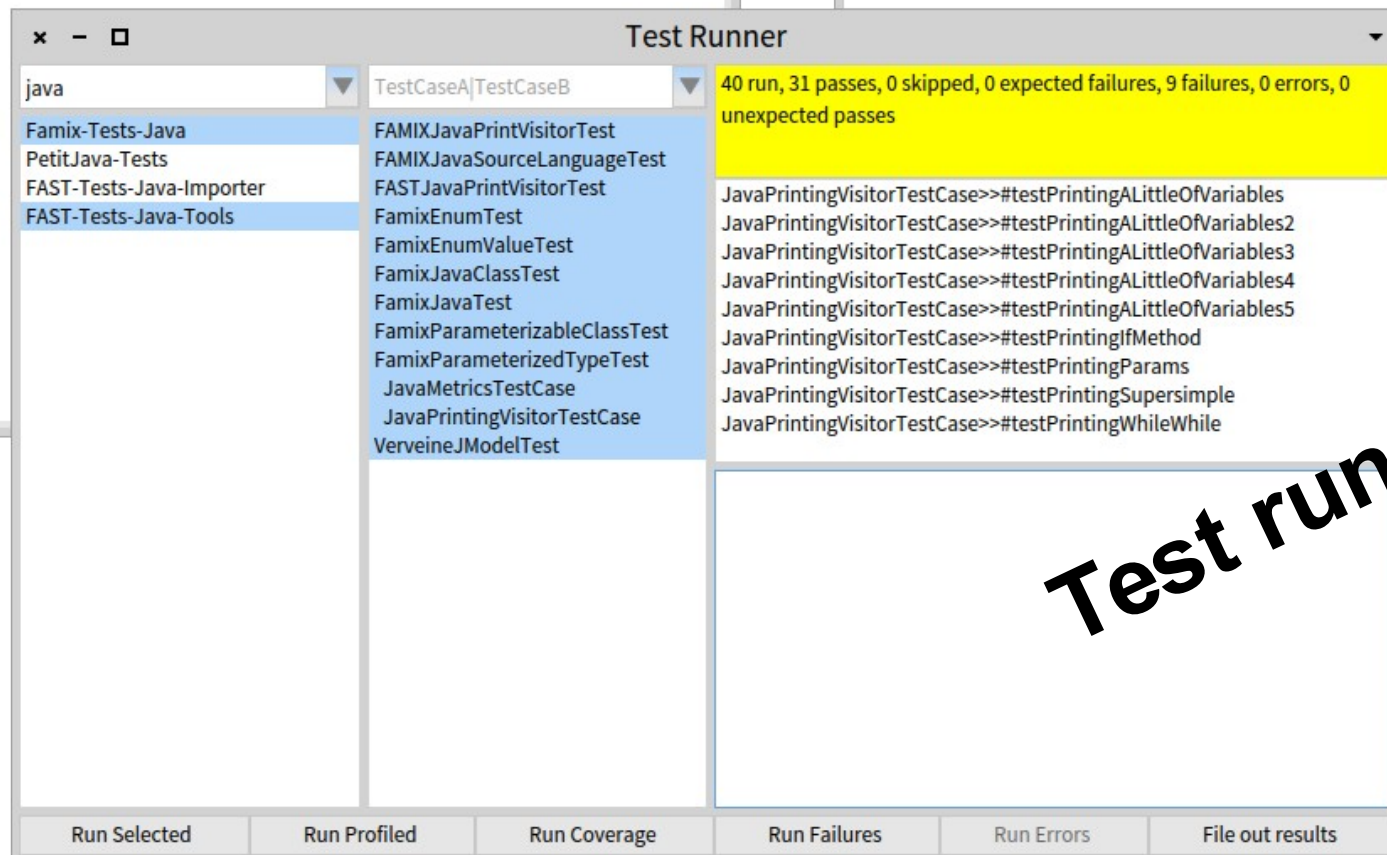 Test Runner
java
TestCaseA|TestCaseB
40 run, 31 passes, 0 skipped, 0 expected failures, 9 failures, 0 errors, 0
unexpected passes
Famix-Tests-Java
PetitJava-Tests
FAST-Tests-Java-Importer
FAST-Tests-Java-Tools
FAMIXJavaPrintVisitorTest
FAMIXJavaSourceLanguageTest
FASTJavaPrintVisitorTest
FamixEnumTest
FamixEnumValueTest
FamixJavaClassTest
FamixJavaTest
FamixParameterizableClassTest
FamixParameterizedTypeTest
JavaMetricsTestCase
JavaPrintingVisitorTestCase
VerveineJModelTest
JavaPrintingVisitorTestCase>>#testPrintingALittleOfVariables
JavaPrintingVisitorTestCase>>#testPrintingALittleOfVariables2
JavaPrintingVisitorTestCase>>#testPrintingALittleOfVariables3
JavaPrintingVisitorTestCase>>#testPrintingALittleOfVariables4
JavaPrintingVisitorTestCase>>#testPrintingALittleOfVariables5
JavaPrintingVisitorTestCase>>#testPrintingIfMethod
JavaPrintingVisitorTestCase>>#testPrintingParams
JavaPrintingVisitorTestCase>>#testPrintingSupersimple
JavaPrintingVisitorTestCase>>#testPrintingWhileWhile
Test run
Run Selected
Run Profiled
Run Coverage
Run Failures
Run Errors
File out results